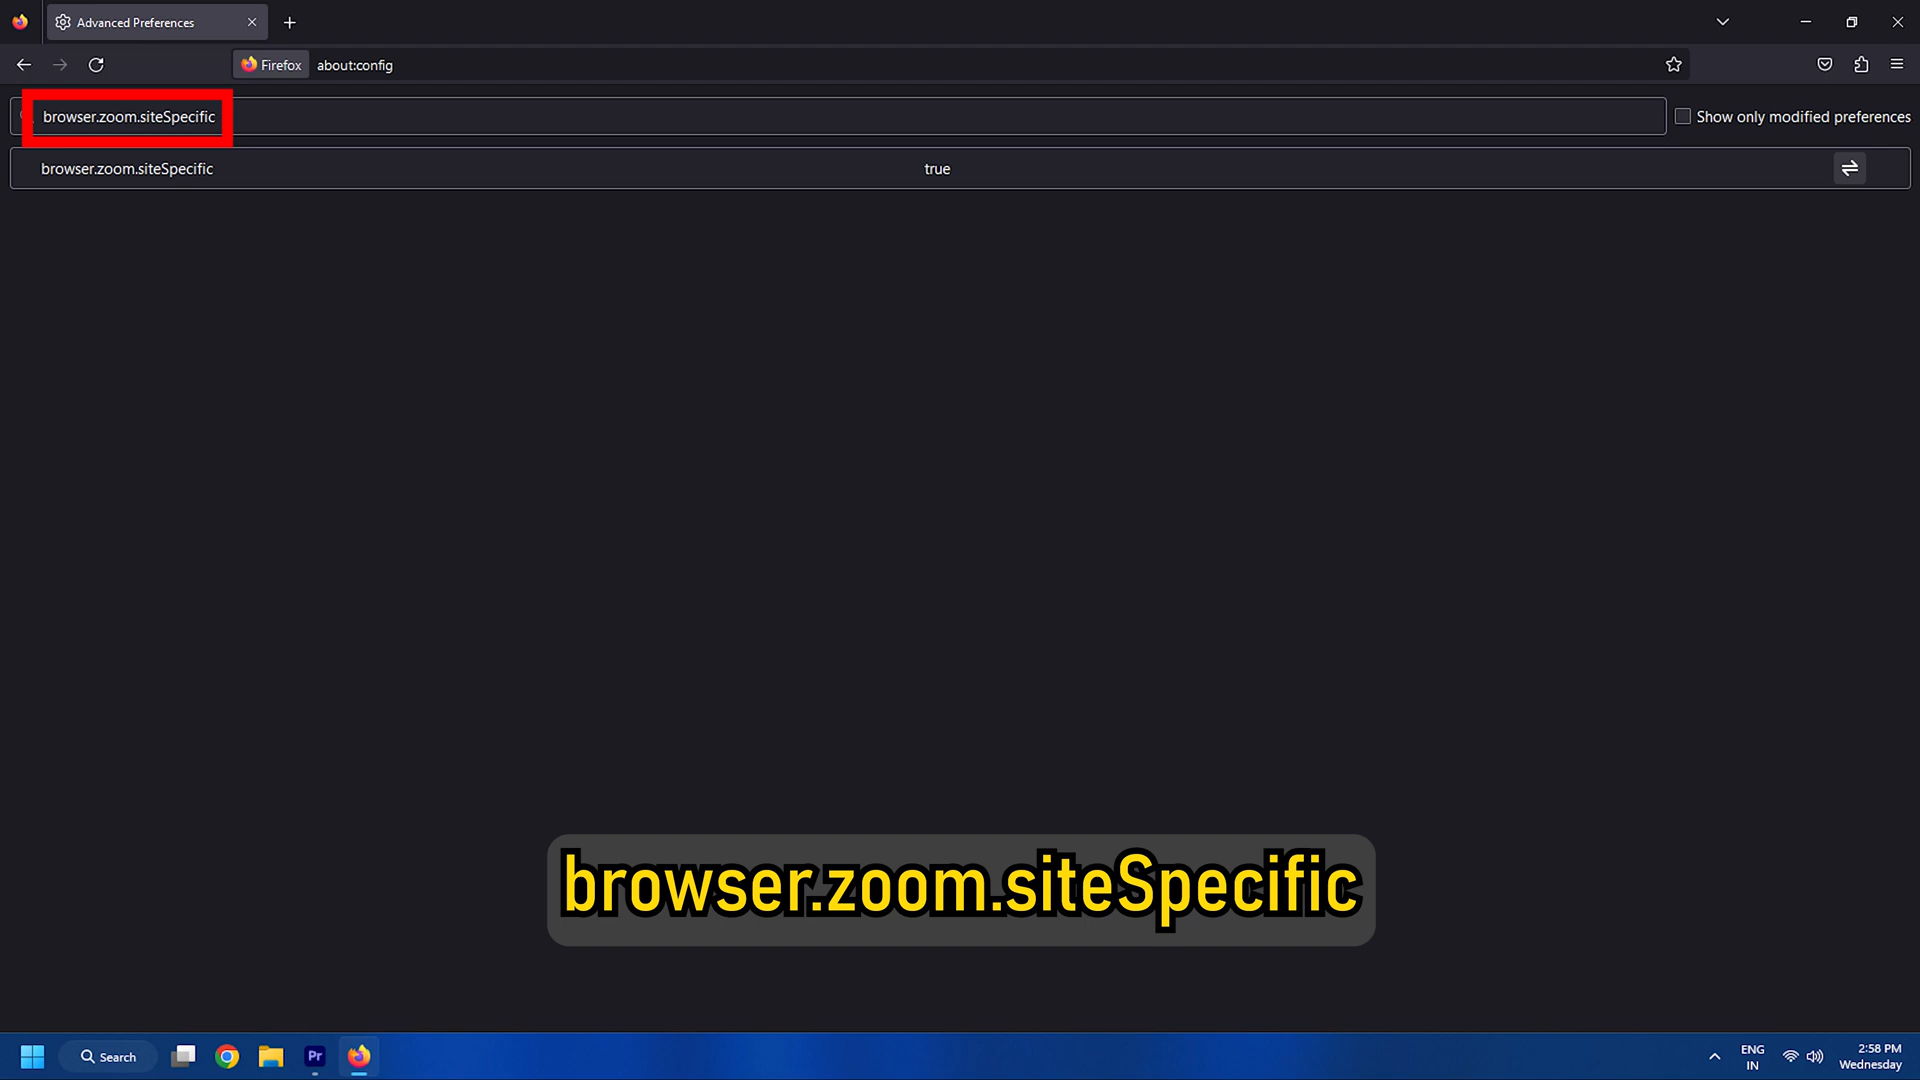 Advanced Preferences
Firefox about:config
browser.zoom.siteSpecific
Show only modified preferences
browser.zoom.siteSpecific true
browser.zoom.siteSpecific
Search
Pr
ENG
IN
2:58 PM
Wednesday